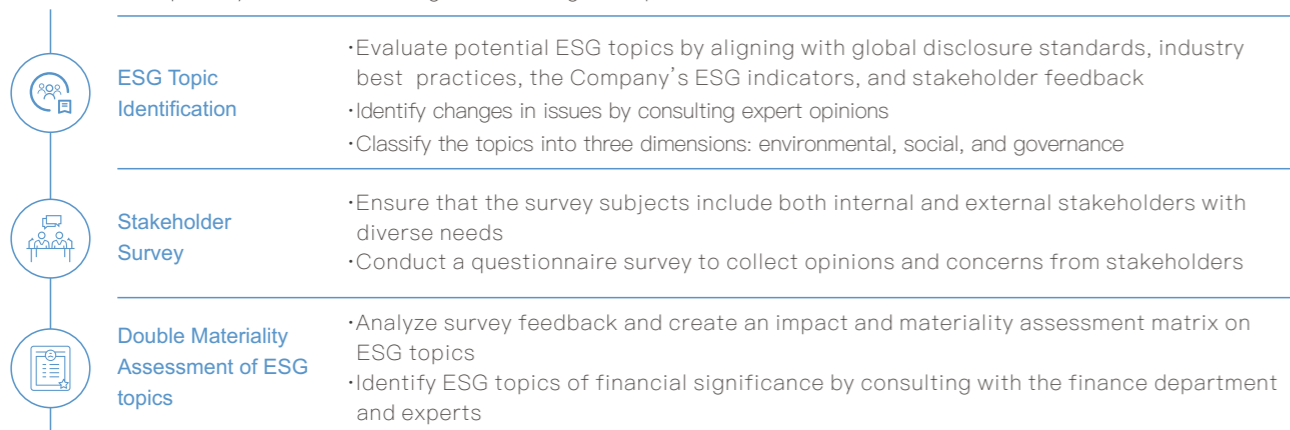 ESG Topic
Identification
·Evaluate potential ESG topics by aligning with global disclosure standards, industry
best practices, the Company's ESG indicators, and stakeholder feedback
·Identify changes in issues by consulting expert opinions
·Classify the topics into three dimensions: environmental, social, and governance
Stakeholder
Survey
·Ensure that the survey subjects include both internal and external stakeholders with
diverse needs
·Conduct a questionnaire survey to collect opinions and concerns from stakeholders
Double Materiality
Assessment of ESG
topics
·Analyze survey feedback and create an impact and materiality assessment matrix on
ESG topics
·Identify ESG topics of financial significance by consulting with the finance department
and experts